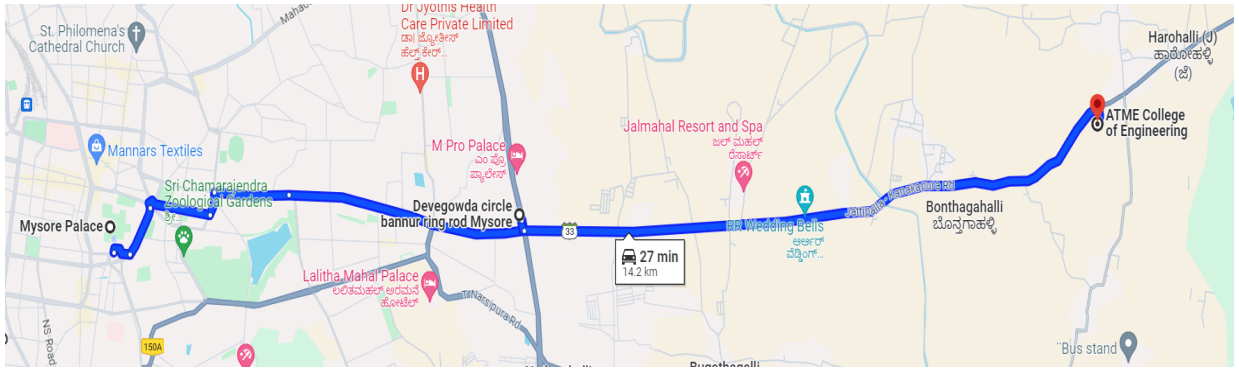 St. Philomena's
Cathedral Church
Mannars Textiles
Sri Chamarajendra
Zoological Gardens
ಶ್ರೀ...
Mysore Palace
150A
NS Road
Dr Jyothis Health
Care Private Limited
ಡಾ| ಜ್ಯೋತೀಸ್
ಹೆಲ್ತ್ ಕೇರ್...
H
M Pro Palace
ಎಂ ಪ್ರೊ
ಪ್ಯಾಲೇಸ್
Devegowda circle
bannur ring rod Mysore
Lalitha Mahal Palace
ಲಲಿತಮಹಲ್ ಅರಮನೆ
ಹೋಟೆಲ್
T Narsipura Rd
33
27 min
14.2 km
Jalmahal Resort and Spa
ಜಲ್ ಮಹಲ್
ರೆಸಾರ್ಟ್
RR Wedding Bells
ಆರ್ಆರ್
ವೆಡ್ಡಿಂಗ್...
Kanakapura Rd
Bonthagahalli
ಬೊನ್ತಗಾಹಳ್ಳಿ
Harohalli (J)
ಹಾರೋಹಳ್ಳಿ
(ಜೆ)
ATME College
of Engineering
Bus stand